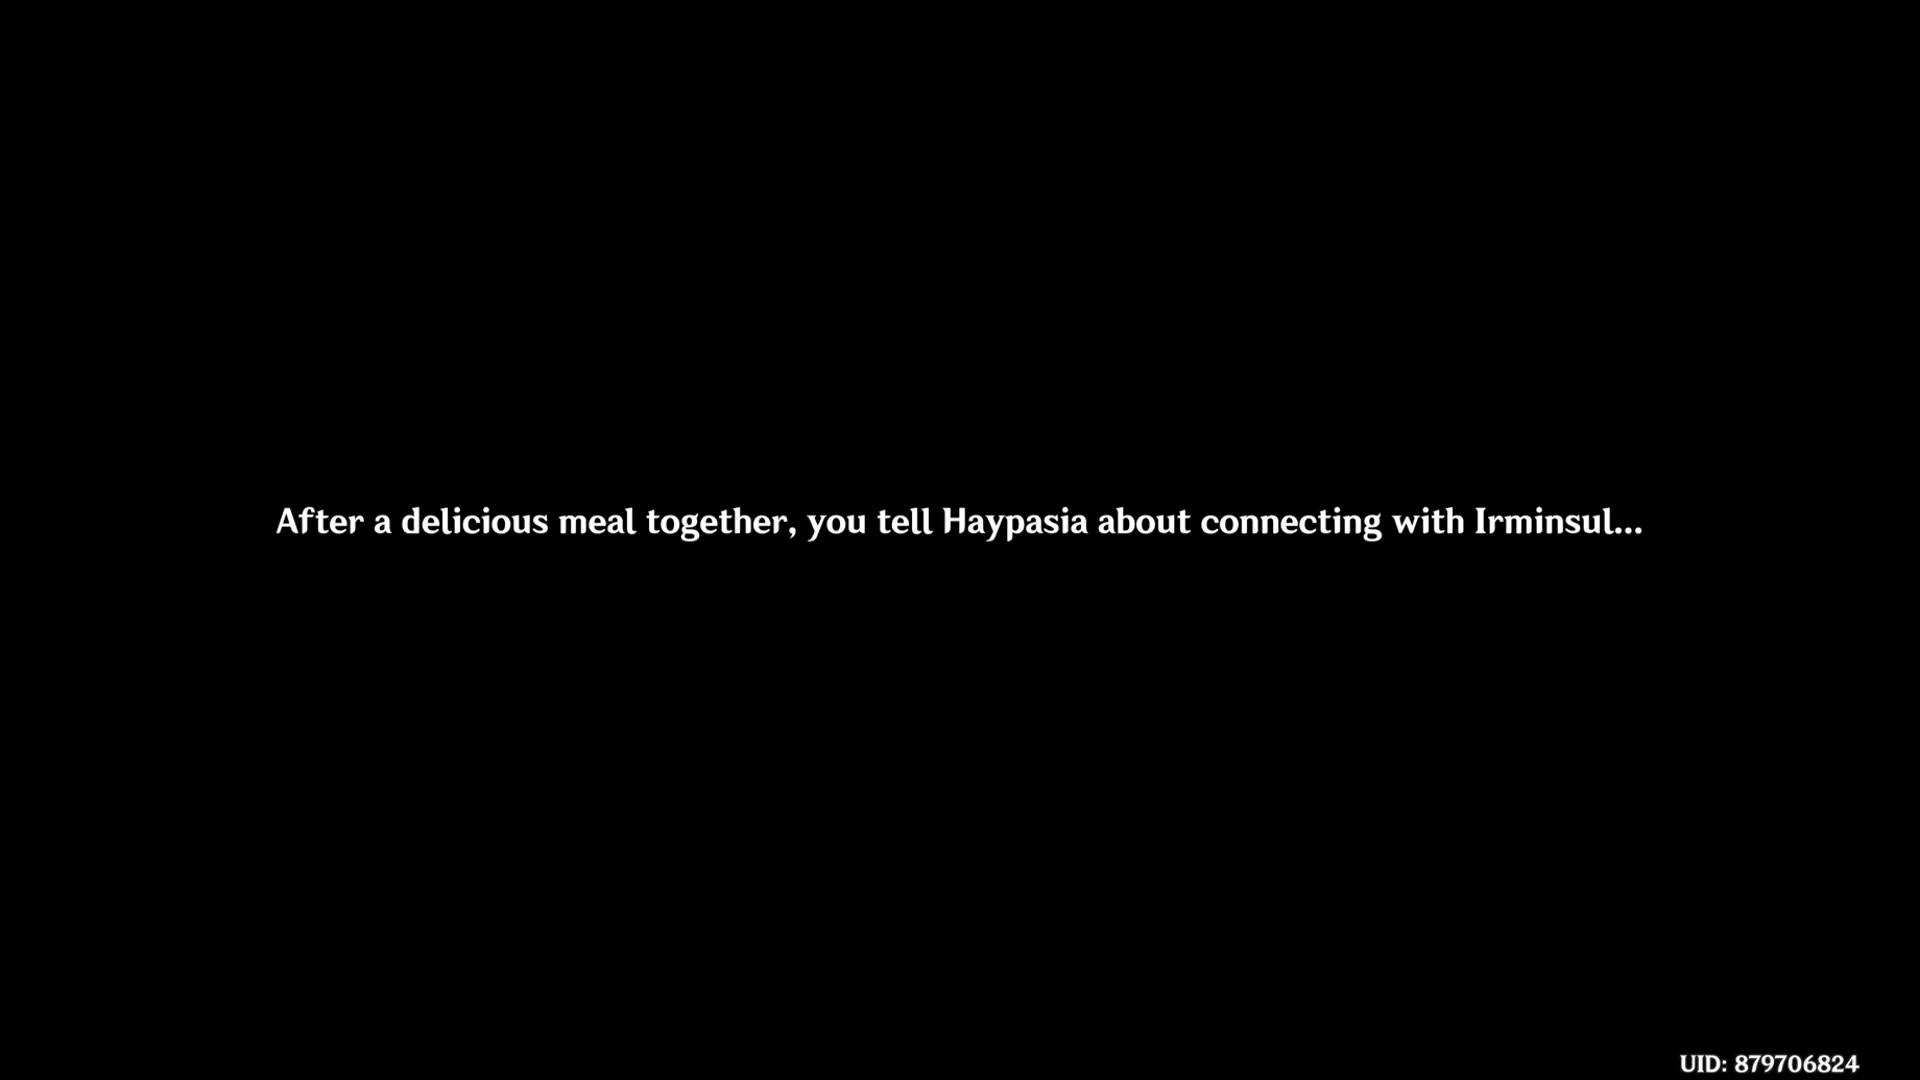 After a delicious meal together, you tell Haypasia about connecting with Irminsul...
UID: 879706824